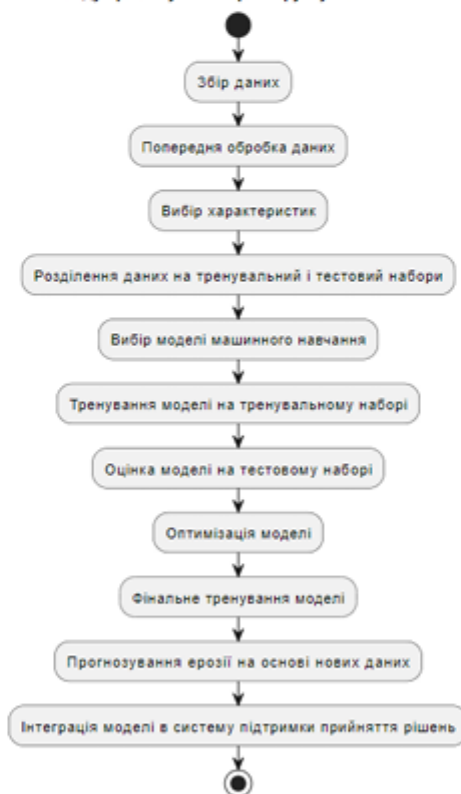 Збір даних
Попередня обробка даних
Вибір характеристик
Розділення даних на тренувальний і тестовий набори
Вибір моделі машинного навчання
Тренування моделі на тренувальному наборі
Оцінка моделі на тестовому наборі
Оптимізація моделі
Фінальне тренування моделі
Прогнозування ерозії на основі нових даних
Інтеграція моделі в систему підтримки прийняття рішень